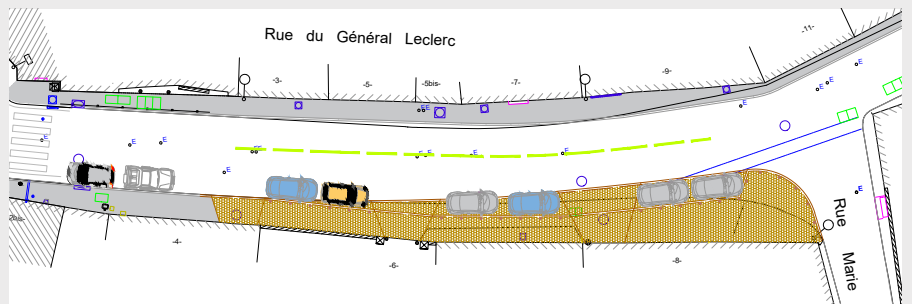 Rue du Général Leclerc
-11-
-9-
-3-
-5-
-5bis-
-7-
E
E
E
E
E
E
E
E
E
E
E
E
E
E
-4-
-6-
-8-
Rue Marie